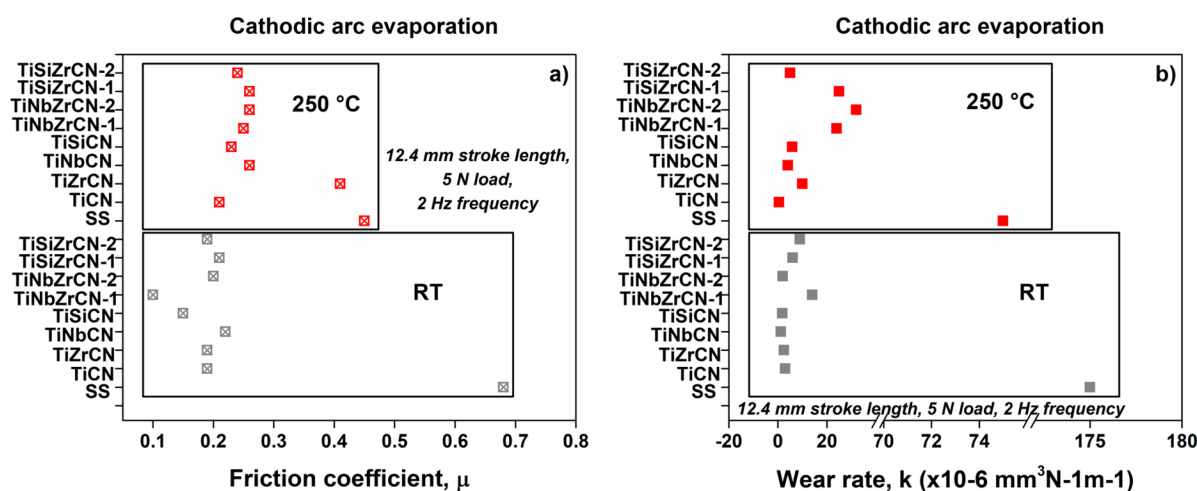 Cathodic arc evaporation
a)
TiSiZrCN-2
TiSiZrCN-1
TiNbZrCN-2
TiNbZrCN-1
TiSiCN
TiNbCN
TiZrCN
TiCN
SS
250 °C
12.4 mm stroke length,
5 N load,
2 Hz frequency
TiSiZrCN-2
TiSiZrCN-1
TiNbZrCN-2
TiNbZrCN-1
TiSiCN
TiNbCN
TiZrCN
TiCN
SS
RT
0.1 0.2 0.3 0.4 0.5 0.6 0.7 0.8
Friction coefficient, μ
Cathodic arc evaporation
b)
TiSiZrCN-2
TiSiZrCN-1
TiNbZrCN-2
TiNbZrCN-1
TiSiCN
TiNbCN
TiZrCN
TiCN
SS
250 °C
TiSiZrCN-2
TiSiZrCN-1
TiNbZrCN-2
TiNbZrCN-1
TiSiCN
TiNbCN
TiZrCN
TiCN
SS
RT
12.4 mm stroke length, 5 N load, 2 Hz frequency
-20 0 20 70 72 74 175 180
Wear rate, k (x10-6 mm³N-1m-1)